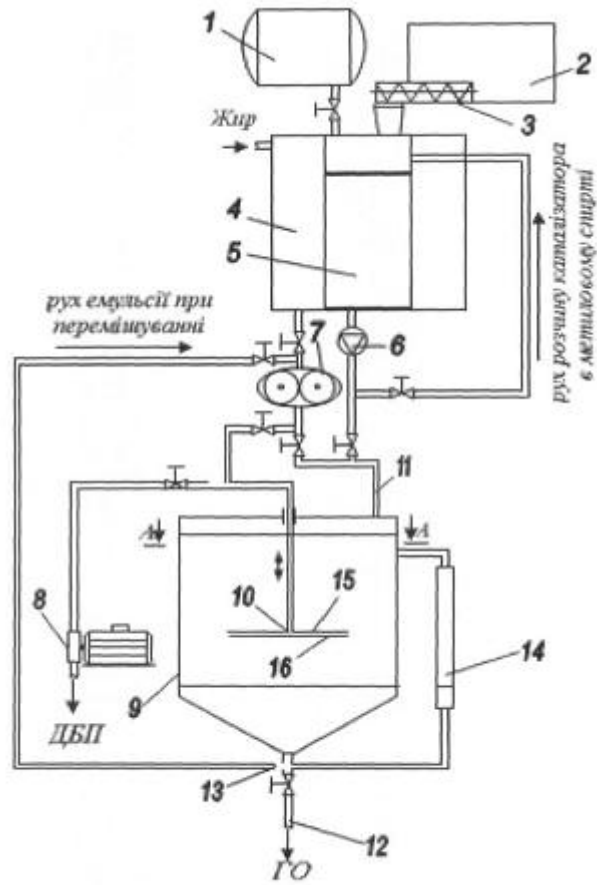 1
2
3
Жир
4
5
рух розчину каталізатора
в метиловому спирті
рух емульсії при
перемішуванні
7
6
11
А
А
8
10
15
16
14
9
ДБП
13
12
ГО